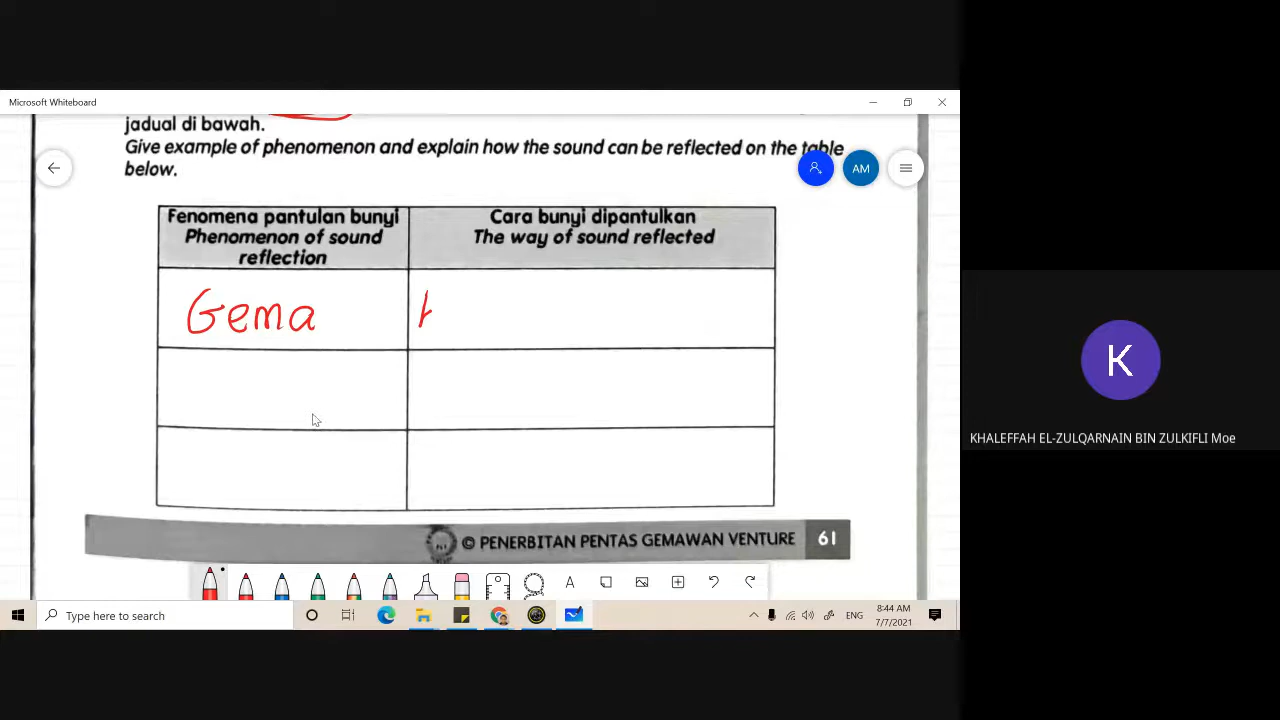 Microsoft Whiteboard
jadual di bawah.
Give example of phenomenon and explain how the sound can be reflected on the table
below.
AM
Fenomena pantulan bunyi
Phenomenon of sound
reflection
Cara bunyi dipantulkan
The way of sound reflected
Gema
K
KHALEFFAH EL-ZULQARNAIN BIN ZULKIFLI Moe
© PENERBITAN PENTAS GEMAWAN VENTURE 61
A
Type here to search
ENG
8:44 AM
7/7/2021